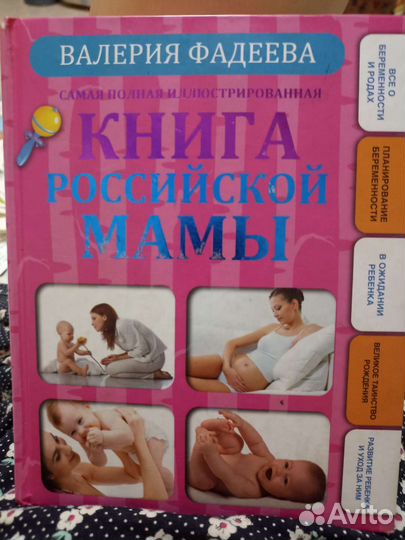 ВАЛЕРИЯ ФАДЕЕВА
САМАЯ ПОЛНАЯ ИЛЛЮСТРИРОВАННАЯ
КНИГА
РОССИЙСКОЙ
МАМЫ
ВСЕ О
БЕРЕМЕННОСТИ
И РОДАХ
ПЛАНИРОВАНИЕ
БЕРЕМЕННОСТИ
В ОЖИДАНИИ
РЕБЕНКА
ВЕЛИКОЕ ТАИНСТВО
РОЖДЕНИЯ
РАЗВИТИЕ РЕБЕНКА
И УХОД ЗА НИМ
Avito